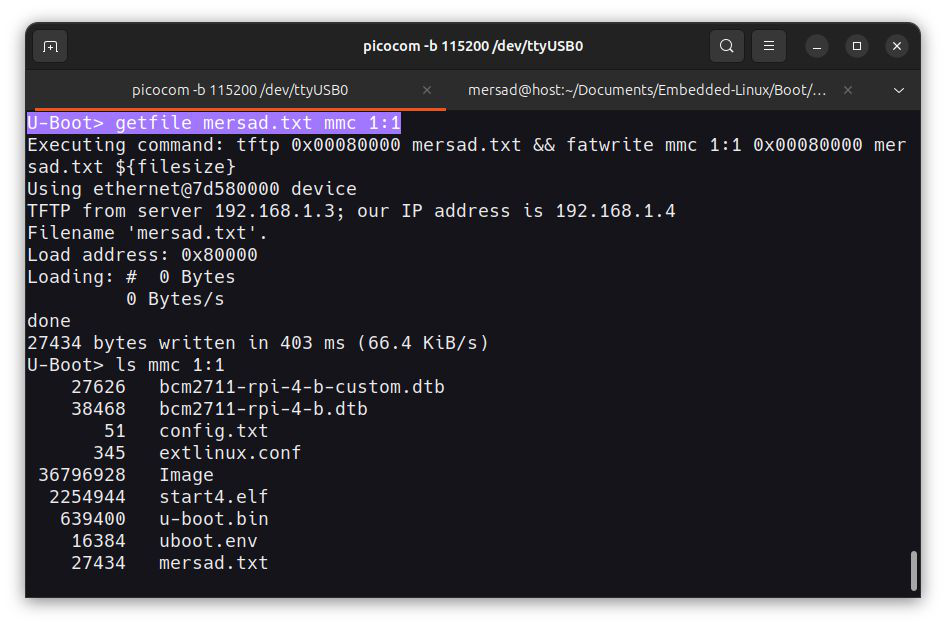 picocom -b 115200 /dev/ttyUSB0
picocom -b 115200 /dev/ttyUSB0
mersad@host:~/Documents/Embedded-Linux/Boot/...
U-Boot> getfile mersad.txt mmc 1:1
Executing command: tftp 0x00080000 mersad.txt && fatwrite mmc 1:1 0x00080000 mer
sad.txt ${filesize}
Using ethernet@7d580000 device
TFTP from server 192.168.1.3; our IP address is 192.168.1.4
Filename 'mersad.txt'.
Load address: 0x80000
Loading: #  0 Bytes
         0 Bytes/s
done
27434 bytes written in 403 ms (66.4 KiB/s)
U-Boot> ls mmc 1:1
    27626   bcm2711-rpi-4-b-custom.dtb
    38468   bcm2711-rpi-4-b.dtb
       51   config.txt
      345   extlinux.conf
 36796928   Image
  2254944   start4.elf
   639400   u-boot.bin
    16384   uboot.env
    27434   mersad.txt